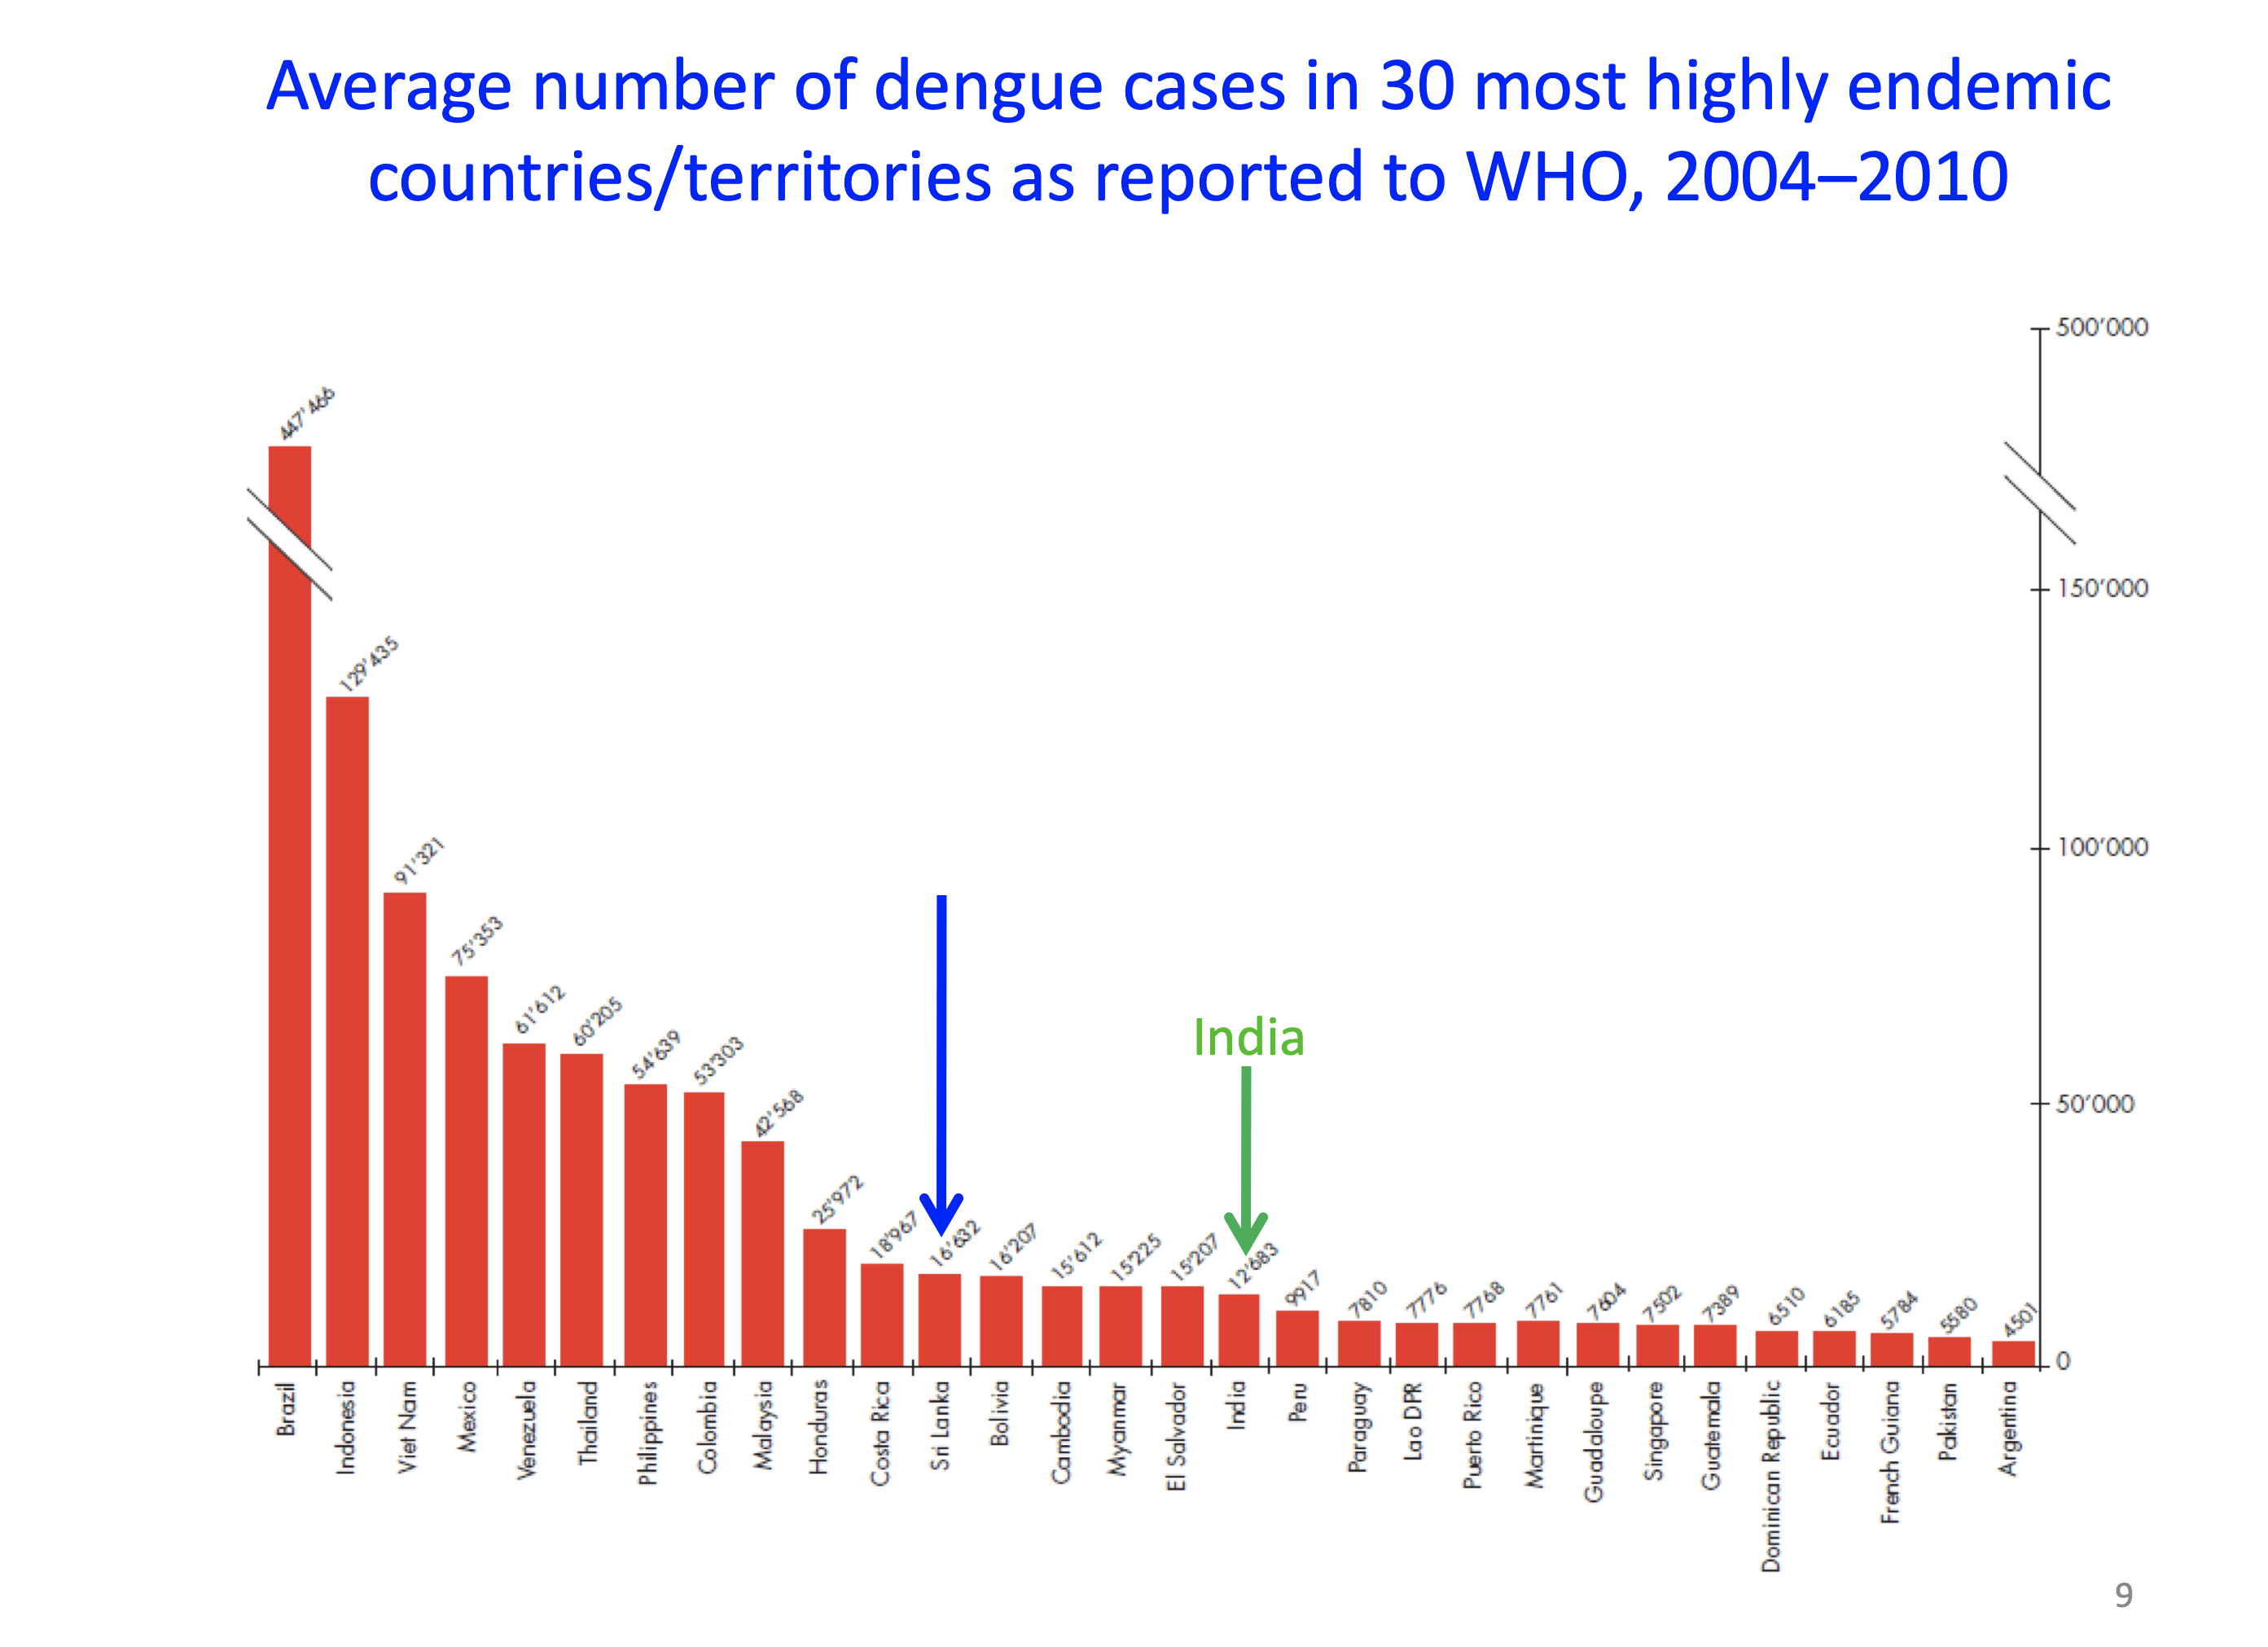 Average number of dengue cases in 30 most highly endemic
countries/territories as reported to WHO, 2004–2010
500'000
150'000
100'000
50'000
0
447'466
129'435
91'321
75'353
61'612
60'205
54'639
53'303
42'568
25'972
18'967
16'632
16'207
15'612
15'225
15'207
India
12'683
9917
7810
7776
7768
7761
7604
7502
7389
6510
6185
5784
5580
4501
Brazil
Indonesia
Viet Nam
Mexico
Venezuela
Thailand
Philippines
Colombia
Malaysia
Honduras
Costa Rica
Sri Lanka
Bolivia
Cambodia
Myanmar
El Salvador
India
Peru
Paraguay
Lao DPR
Puerto Rico
Martinique
Guadaloupe
Singapore
Guatemala
Dominican Republic
Ecuador
French Guiana
Pakistan
Argentina
9